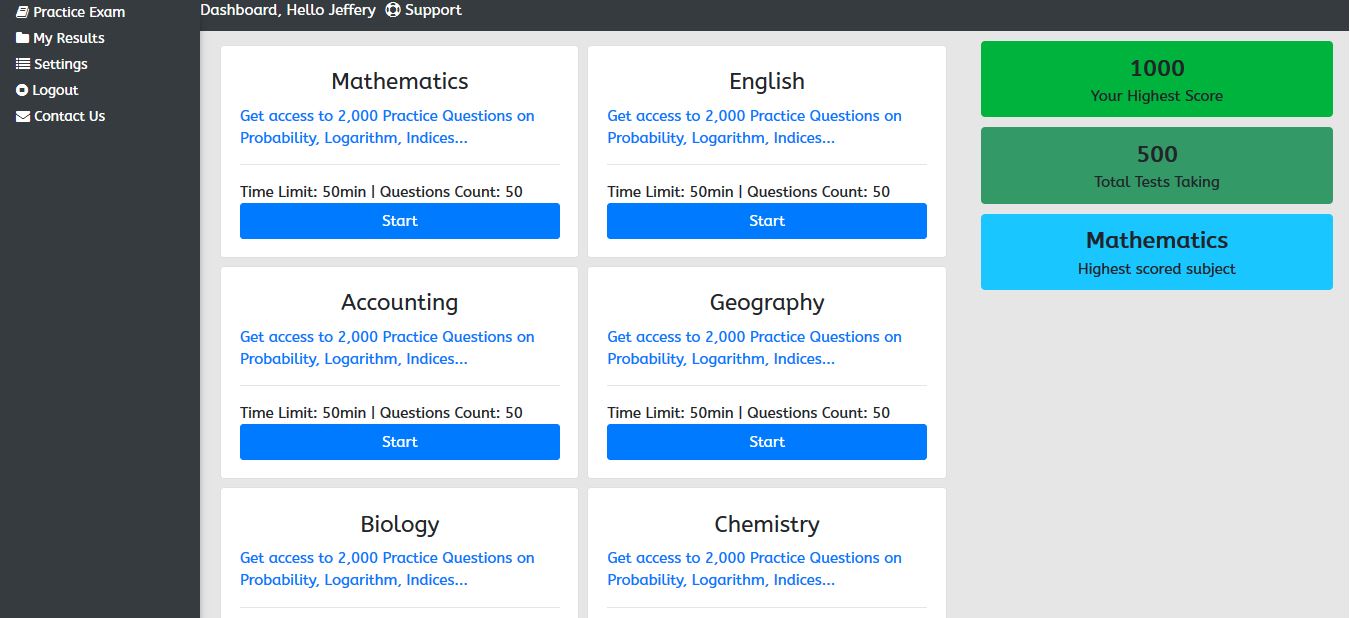 Practice Exam
My Results
Settings
Logout
Contact Us
Dashboard, Hello Jeffery Support
Mathematics
Get access to 2,000 Practice Questions on
Probability, Logarithm, Indices...
Time Limit: 50min | Questions Count: 50
Start
English
Get access to 2,000 Practice Questions on
Probability, Logarithm, Indices...
Time Limit: 50min | Questions Count: 50
Start
Accounting
Get access to 2,000 Practice Questions on
Probability, Logarithm, Indices...
Time Limit: 50min | Questions Count: 50
Start
Geography
Get access to 2,000 Practice Questions on
Probability, Logarithm, Indices...
Time Limit: 50min | Questions Count: 50
Start
Biology
Get access to 2,000 Practice Questions on
Probability, Logarithm, Indices...
Chemistry
Get access to 2,000 Practice Questions on
Probability, Logarithm, Indices...
1000
Your Highest Score
500
Total Tests Taking
Mathematics
Highest scored subject